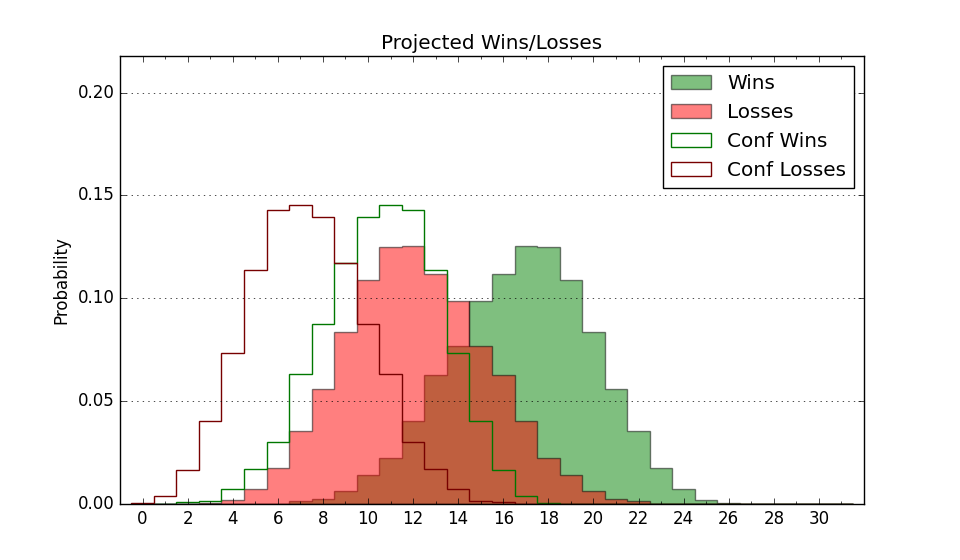 Projected Wins/Losses
Wins
Losses
Conf Wins
Conf Losses
Probability
0.20
0.15
0.10
0.05
0.00
0 2 4 6 8 10 12 14 16 18 20 22 24 26 28 30